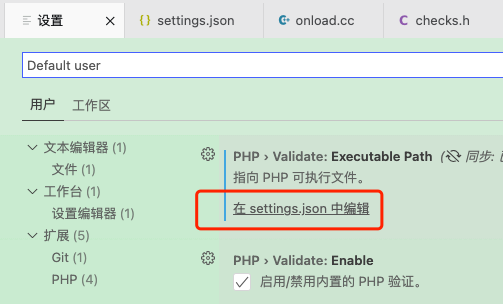 设置
settings.json
onload.cc
checks.h
Default user
用户
工作区
文本编辑器 (1)
文件 (1)
工作台 (1)
设置编辑器 (1)
扩展 (5)
Git (1)
PHP (4)
PHP › Validate: Executable Path (同步:
指向 PHP 可执行文件。
在 settings.json 中编辑
PHP › Validate: Enable
启用/禁用内置的 PHP 验证。